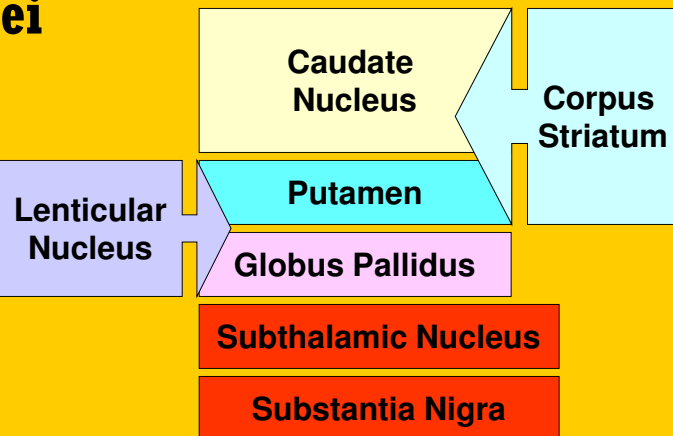 ei
Caudate
Nucleus
Corpus
Striatum
Putamen
Lenticular
Nucleus
Globus Pallidus
Subthalamic Nucleus
Substantia Nigra